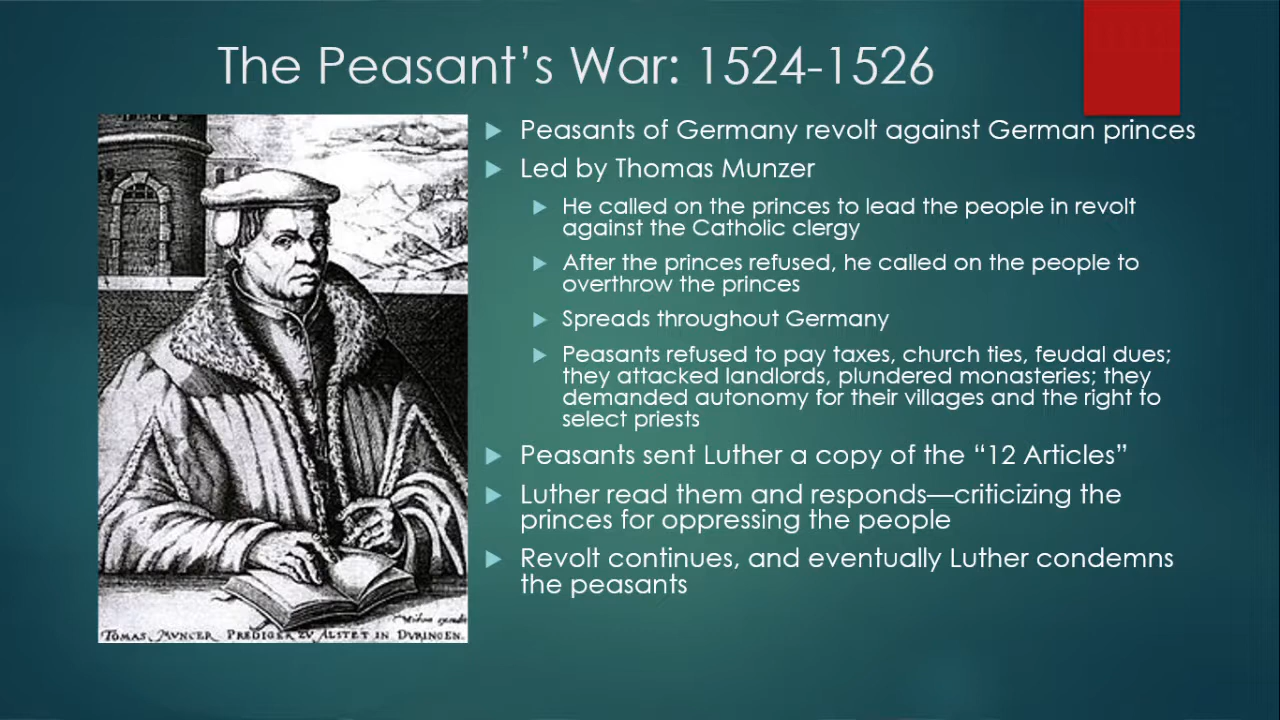 The Peasant's War: 1524-1526
Peasants of Germany revolt against German princes
Led by Thomas Munzer
He called on the princes to lead the people in revolt
against the Catholic clergy
After the princes refused, he called on the people to
overthrow the princes
Spreads throughout Germany
Peasants refused to pay taxes, church ties, feudal dues;
they attacked landlords, plundered monasteries; they
demanded autonomy for their villages and the right to
select priests
Peasants sent Luther a copy of the “12 Articles”
Luther read them and responds—criticizing the
princes for oppressing the people
Revolt continues, and eventually Luther condemns
the peasants
TOMAS MUNCER PREDIGER ZU ALSTET IN DURINGEN.